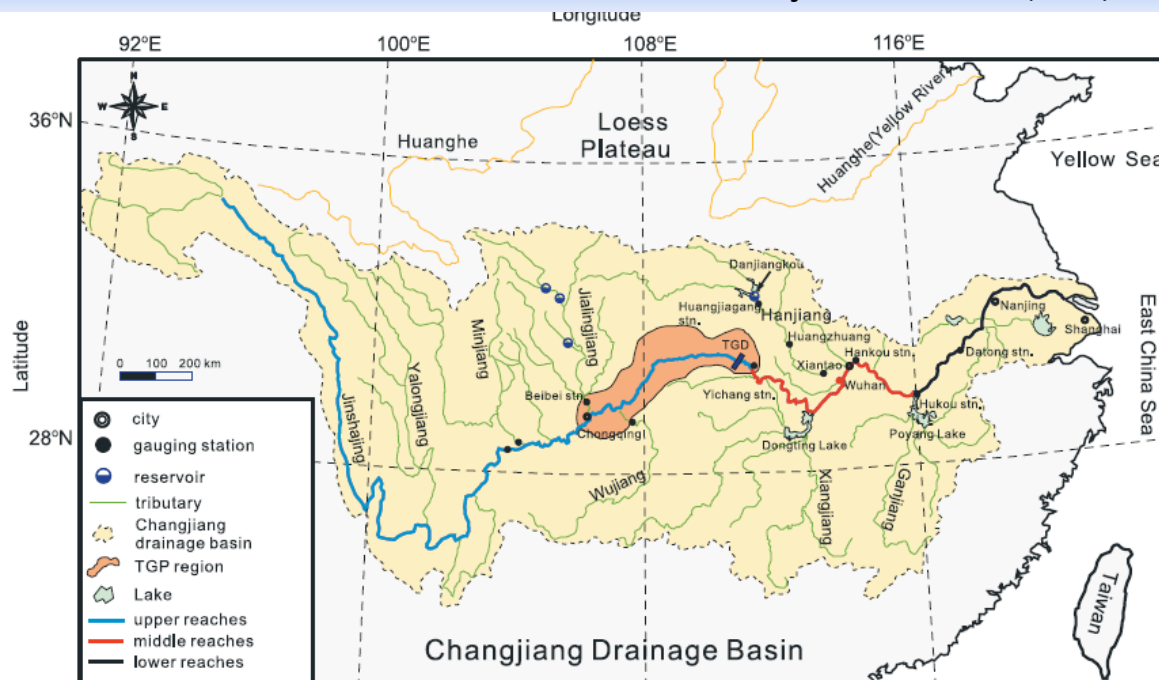 Longitude
92°E
100°E
108°E
116°E
N
W
E
S
36°N
Huanghe
Loess
Plateau
Huanghe(Yellow River)
Yellow Sea
Danjiangkou
Huangjiagang
stn.
Hanjiang
Nanjing
Shanghai
East China Sea
Latitude
0 100 200 km
Minjiang
Jialingjiang
TGD
Huangzhuang
Hankou stn.
Xiantao
Wuhan
Datong stn.
Yalongjiang
Jinshajing
Beibei stn.
Yichang stn.
Hukou stn.
28°N
Chongqing
Dongting Lake
Poyang Lake
Wujiang
Xiangjiang
Ganjiang
city
gauging station
reservoir
tributary
Changjiang
drainage basin
TGP region
Lake
upper reaches
middle reaches
lower reaches
Changjiang Drainage Basin
Taiwan